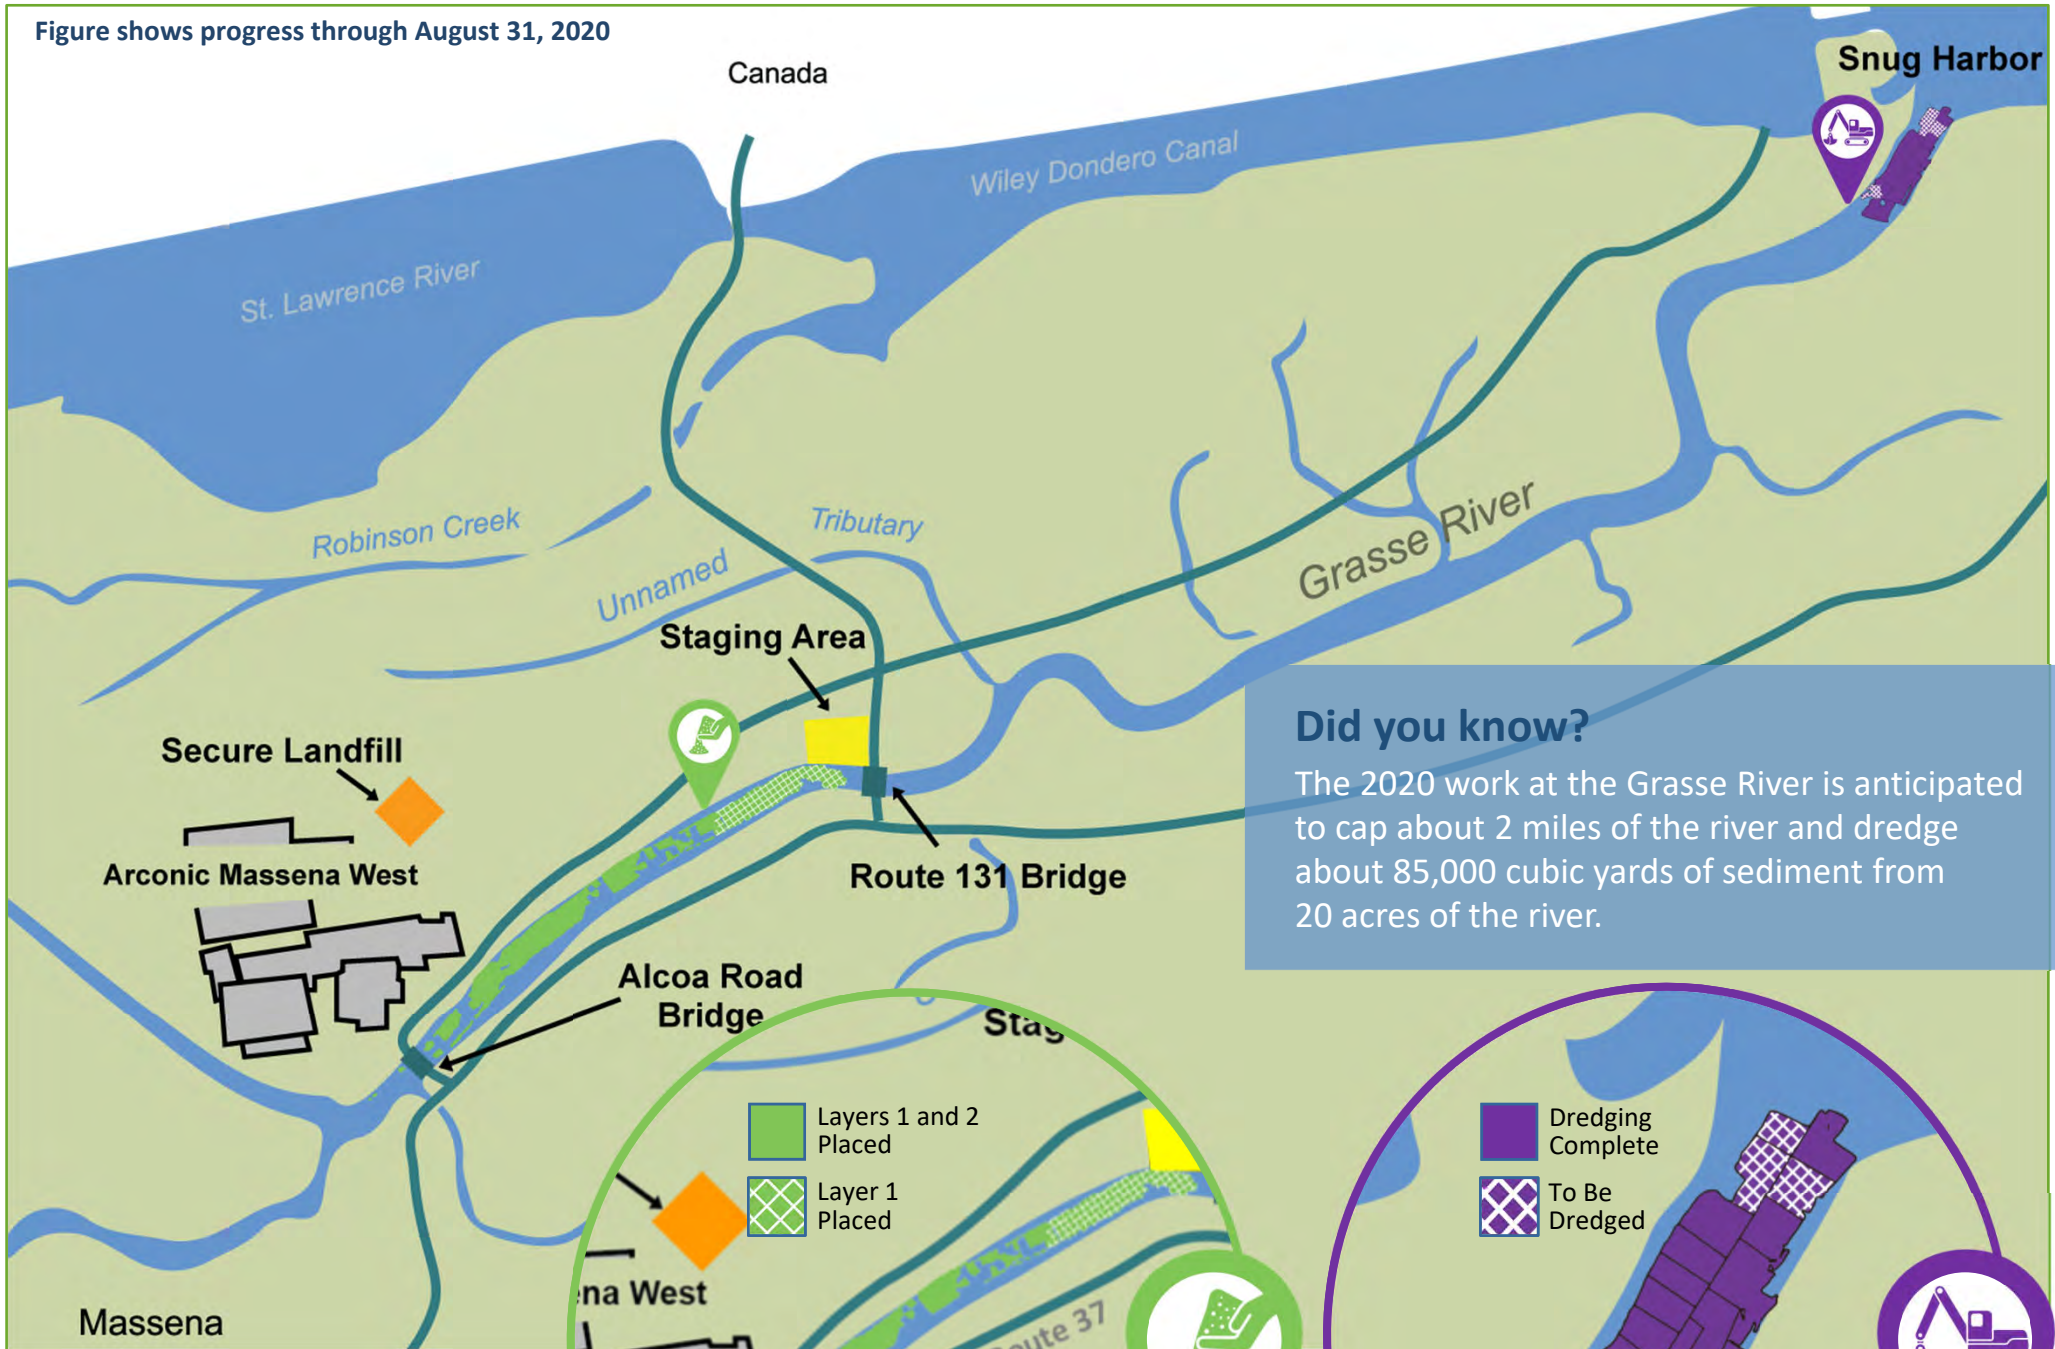 Figure shows progress through August 31, 2020
Canada
Snug Harbor
Wiley Dondero Canal
St. Lawrence River
Robinson Creek
Unnamed
Tributary
Grasse River
Staging Area
Secure Landfill
Arconic Massena West
Route 131 Bridge
Alcoa Road
Bridge
Did you know?
The 2020 work at the Grasse River is anticipated
to cap about 2 miles of the river and dredge
about 85,000 cubic yards of sediment from
20 acres of the river.
Stag
Layers 1 and 2
Placed
Layer 1
Placed
Dredging
Complete
To Be
Dredged
ena West
oute 37
Massena